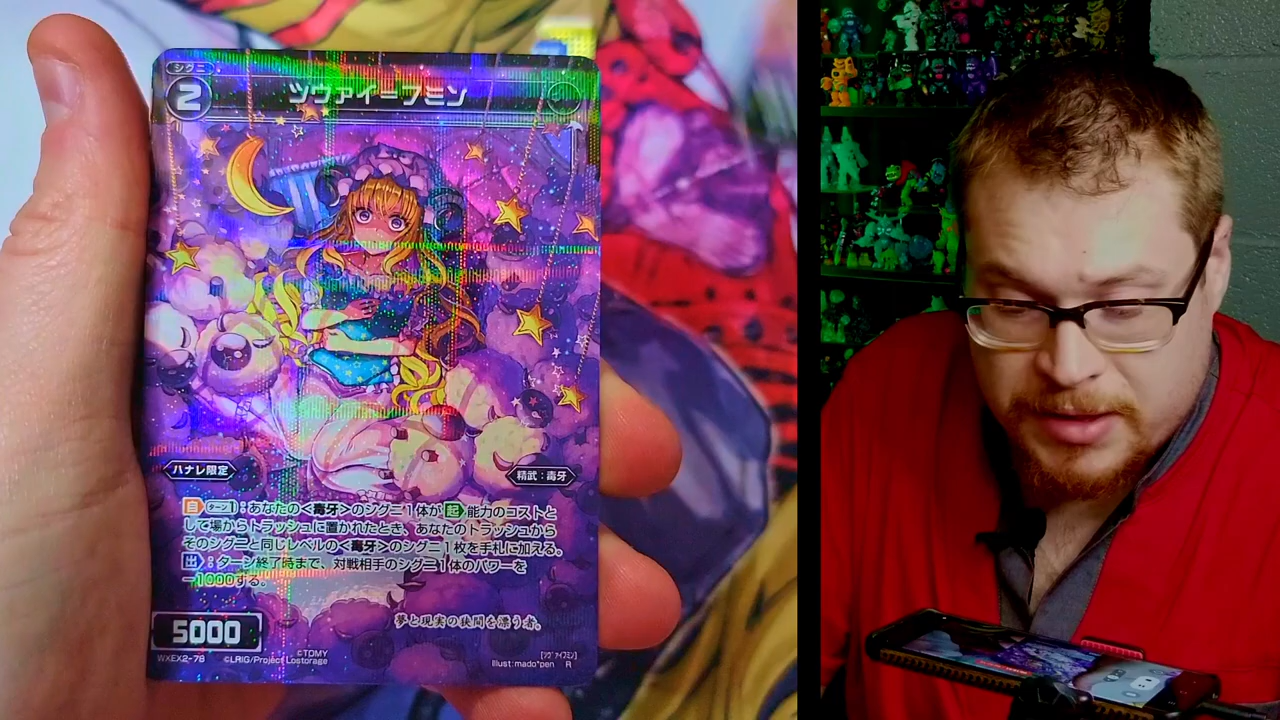 シグニ
2
ツヴァイ＝フミン
ハナレ限定
精武：毒牙
自 ターン1：あなたの＜毒牙＞のシグニ１体が 起 能力のコストと
して場からトラッシュに置かれたとき、あなたのトラッシュから
そのシグニと同じレベルの＜毒牙＞のシグニ１枚を手札に加える。
出：ターン終了時まで、対戦相手のシグニ１体のパワーを
－1000する。
5000
夢と現実の狭間を漂う者。
WXEX2-78
©TOMY
©LRIG/Project Lostorage
[ツヴァイフミン]
Illust:mado*pen R